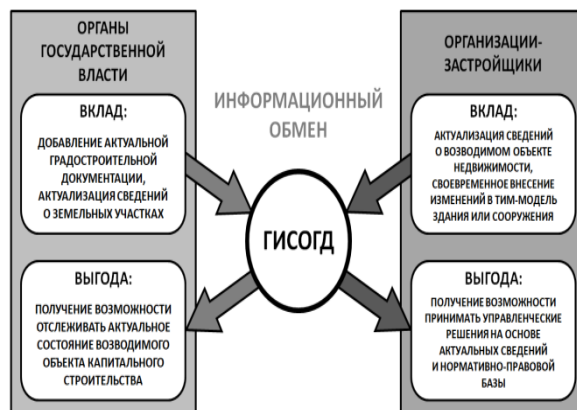 ОРГАНЫ
ГОСУДАРСТВЕННОЙ
ВЛАСТИ
ВКЛАД:
ДОБАВЛЕНИЕ АКТУАЛЬНОЙ
ГРАДОСТРОИТЕЛЬНОЙ
ДОКУМЕНТАЦИИ,
АКТУАЛИЗАЦИЯ СВЕДЕНИЙ
О ЗЕМЕЛЬНЫХ УЧАСТКАХ
ВЫГОДА:
ПОЛУЧЕНИЕ ВОЗМОЖНОСТИ
ОТСЛЕЖИВАТЬ АКТУАЛЬНОЕ
СОСТОЯНИЕ ВОЗВОДИМОГО
ОБЪЕКТА КАПИТАЛЬНОГО
СТРОИТЕЛЬСТВА
ИНФОРМАЦИОННЫЙ
ОБМЕН
ГИСОГД
ОРГАНИЗАЦИИ-
ЗАСТРОЙЩИКИ
ВКЛАД:
АКТУАЛИЗАЦИЯ СВЕДЕНИЙ
О ВОЗВОДИМОМ ОБЪЕКТЕ
НЕДВИЖИМОСТИ,
СВОЕВРЕМЕННОЕ ВНЕСЕНИЕ
ИЗМЕНЕНИЙ В ТИМ-МОДЕЛЬ
ЗДАНИЯ ИЛИ СООРУЖЕНИЯ
ВЫГОДА:
ПОЛУЧЕНИЕ ВОЗМОЖНОСТИ
ПРИНИМАТЬ УПРАВЛЕНЧЕСКИЕ
РЕШЕНИЯ НА ОСНОВЕ
АКТУАЛЬНЫХ СВЕДЕНИЙ
И НОРМАТИВНО-ПРАВОВОЙ
БАЗЫ